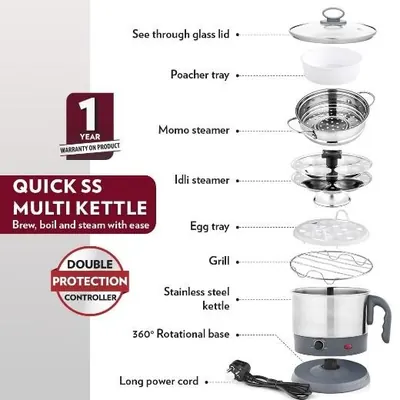 See through glass lid
Poacher tray
Momo steamer
Idli steamer
Egg tray
Grill
Stainless steel
kettle
360° Rotational base
Long power cord
1
YEAR
WARRANTY ON PRODUCT
QUICK SS
MULTI KETTLE
Brew, boil and steam with ease
DOUBLE
PROTECTION
CONTROLLER